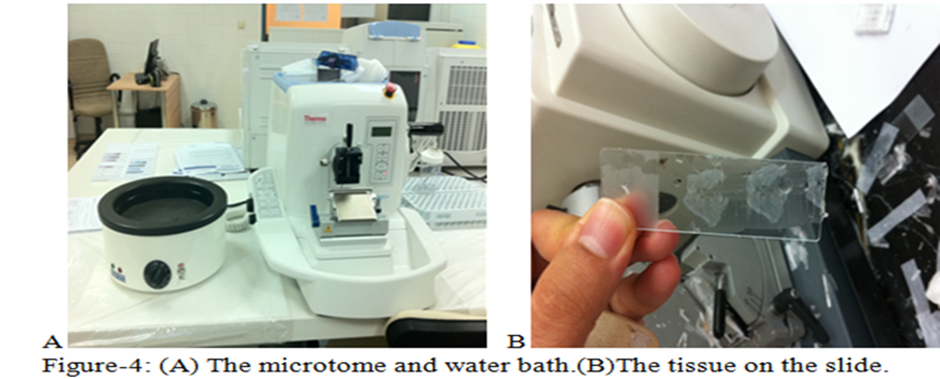 Thermo
A
B
Figure-4: (A) The microtome and water bath.(B)The tissue on the slide.